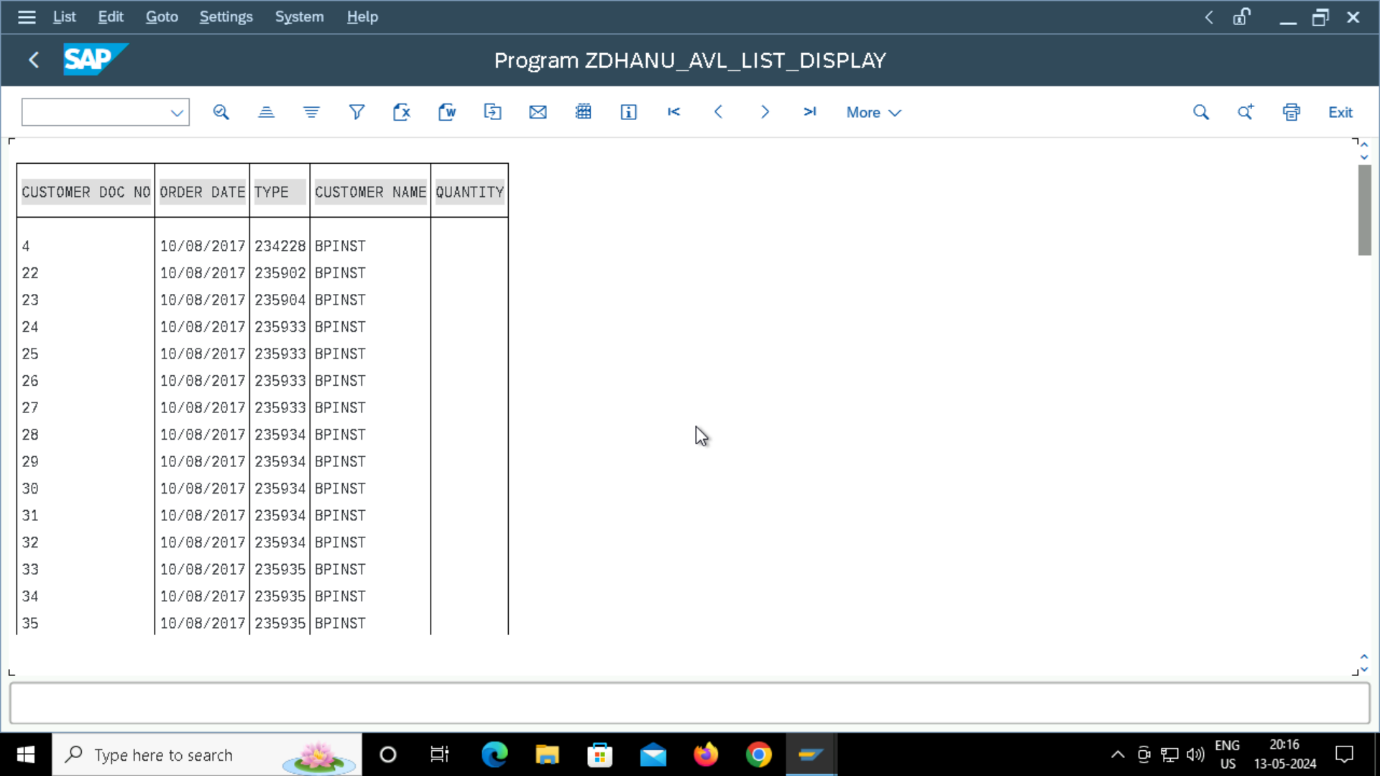 List Edit Goto Settings System Help
SAP Program ZDHANU_AVL_LIST_DISPLAY
More Exit
CUSTOMER DOC NO ORDER DATE TYPE CUSTOMER NAME QUANTITY
4 10/08/2017 234228 BPINST
22 10/08/2017 235902 BPINST
23 10/08/2017 235904 BPINST
24 10/08/2017 235933 BPINST
25 10/08/2017 235933 BPINST
26 10/08/2017 235933 BPINST
27 10/08/2017 235933 BPINST
28 10/08/2017 235934 BPINST
29 10/08/2017 235934 BPINST
30 10/08/2017 235934 BPINST
31 10/08/2017 235934 BPINST
32 10/08/2017 235934 BPINST
33 10/08/2017 235935 BPINST
34 10/08/2017 235935 BPINST
35 10/08/2017 235935 BPINST
Type here to search
ENG 20:16
US 13-05-2024